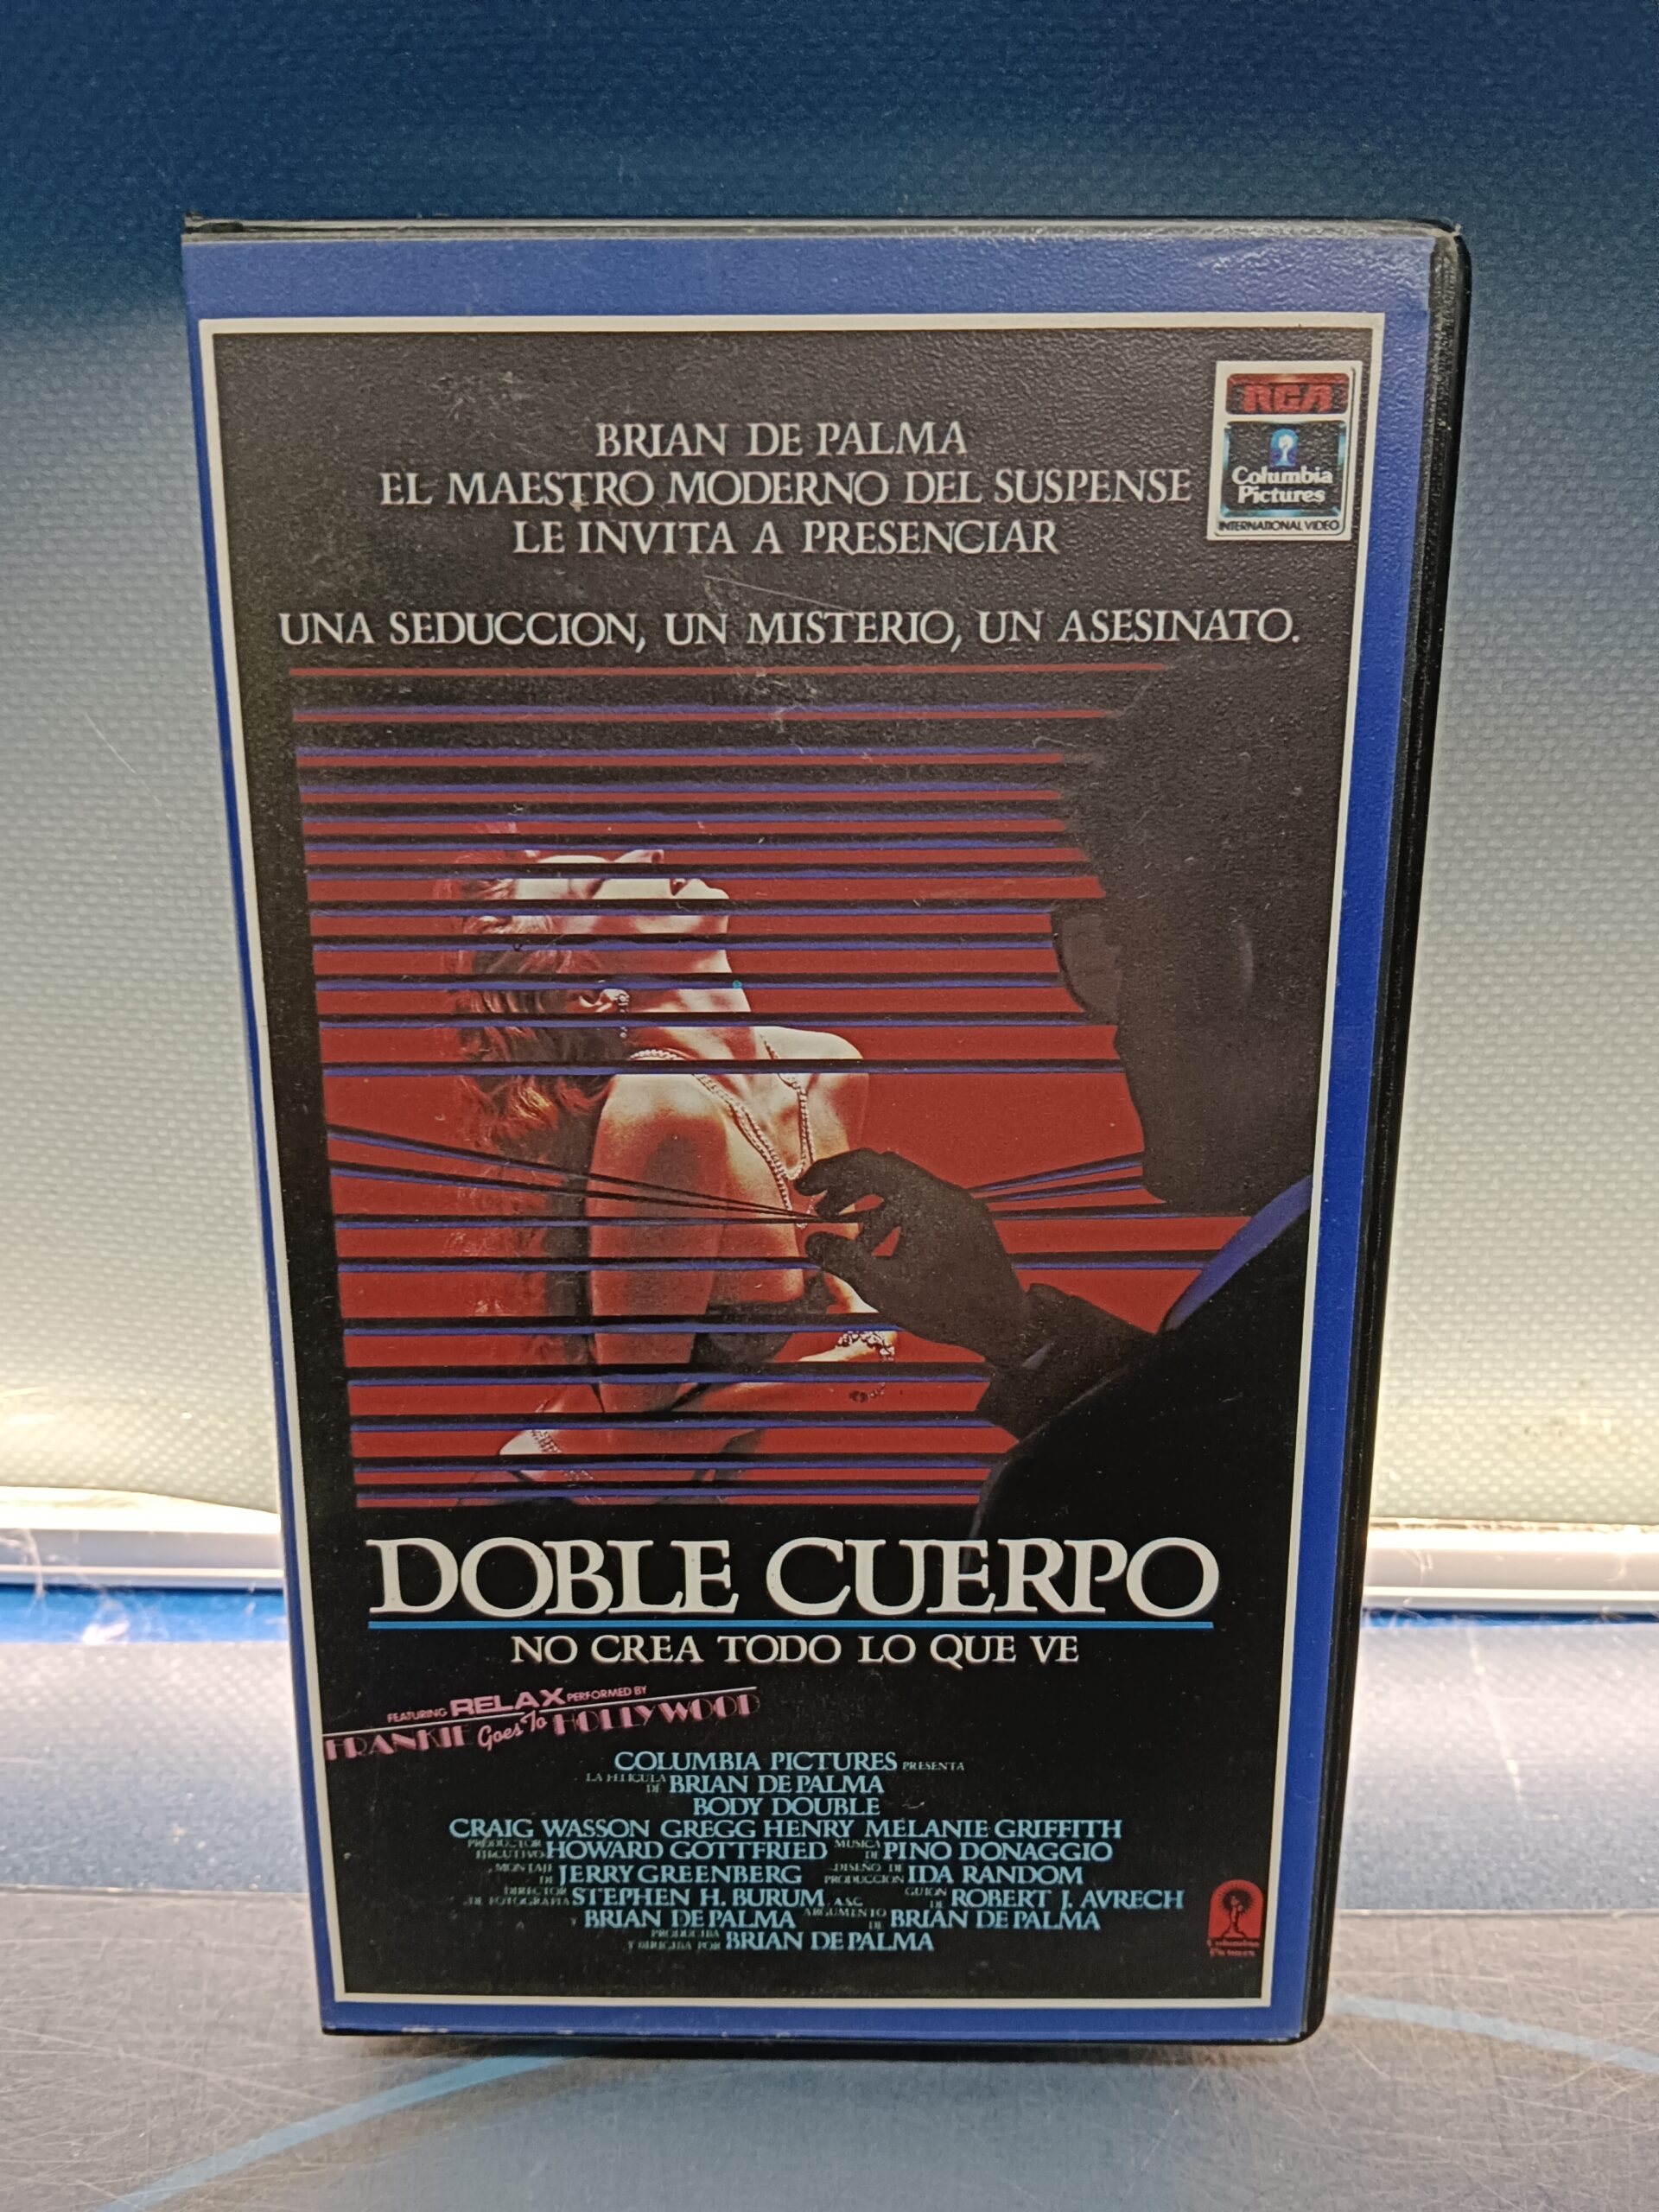 BRIAN DE PALMA
EL MAESTRO MODERNO DEL SUSPENSE
LE INVITA A PRESENCIAR
RCA
Columbia
Pictures
INTERNATIONAL VIDEO
UNA SEDUCCION, UN MISTERIO, UN ASESINATO.
DOBLE CUERPO
NO CREA TODO LO QUE VE
FEATURING RELAX PERFORMED BY
FRANKIE Goes To HOLLYWOOD
COLUMBIA PICTURES PRESENTA
LA PELICULA DE BRIAN DE PALMA
BODY DOUBLE
CRAIG WASSON GREGG HENRY MELANIE GRIFFITH
PRODUCTOR EJECUTIVO HOWARD GOTTFRIED MUSICA DE PINO DONAGGIO
MONTAJE DE JERRY GREENBERG DISEÑO DE PRODUCCION IDA RANDOM
DIRECTOR DE FOTOGRAFIA STEPHEN H. BURUM, A.S.C. GUION DE ROBERT J. AVRECH
Y BRIAN DE PALMA ARGUMENTO DE BRIAN DE PALMA
PRODUCIDA Y DIRIGIDA POR BRIAN DE PALMA
Columbia
Pictures